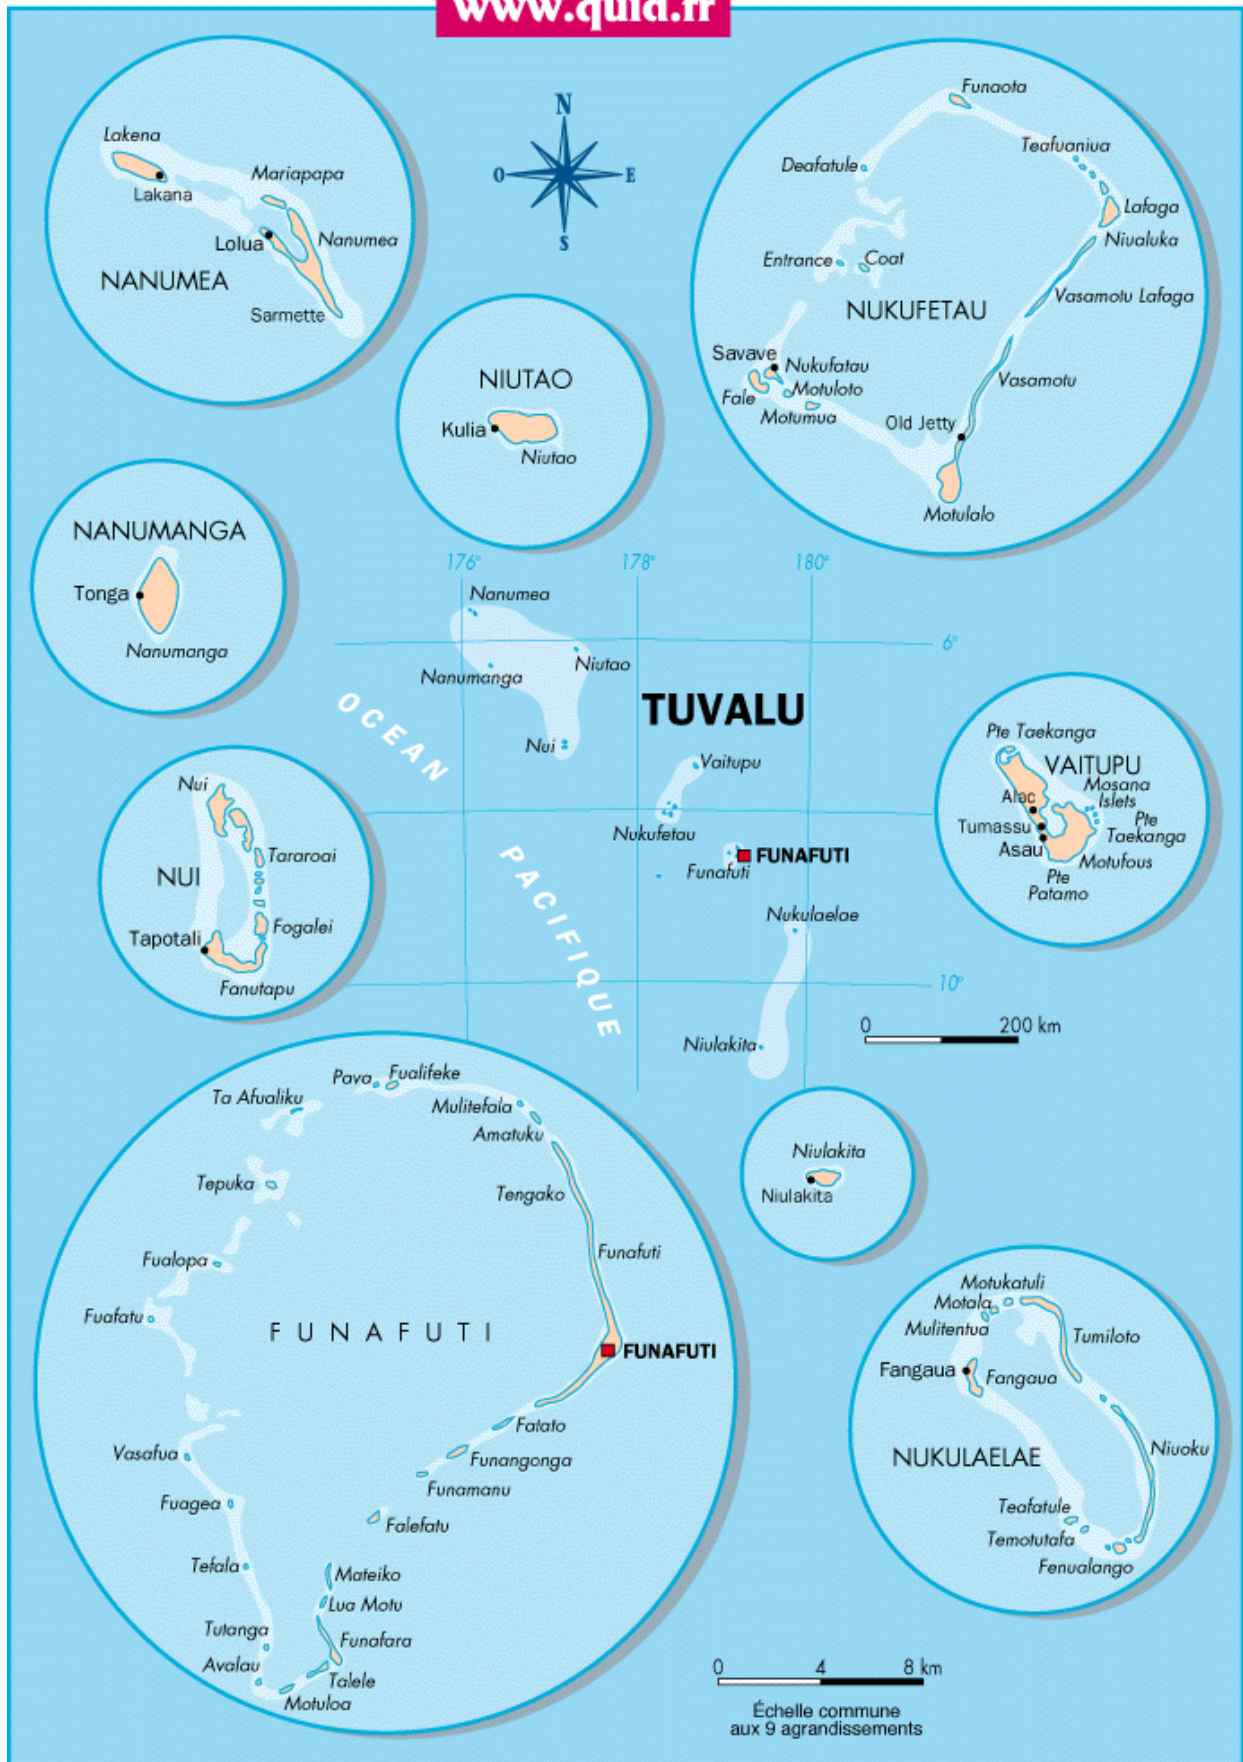 www.quid.fr
N
O
E
S
Lakena
Lakana
Mariapapa
Lolua
Nanumea
NANUMEA
Sarmette
NIUTAO
Kulia
Niutao
Funaota
Teafuaniua
Deafatule
Lafaga
Niualuka
Entrance
Coat
Vasamotu Lafaga
NUKUFETAU
Savave
Nukufatau
Fale
Motuloto
Motumua
Vasamotu
Old Jetty
Motulalo
NANUMANGA
Tonga
Nanumanga
176°
178°
180°
Nanumea
6°
Niutao
Nanumanga
TUVALU
OCEAN
PACIFIQUE
Nui
Vaitupu
Nukufetau
FUNAFUTI
Funafuti
Nukulaelae
10°
Niulakita
0
200 km
Pte Taekanga
VAITUPU
Mosana
Islets
Alac
Pte
Taekanga
Tumassu
Asau
Motufous
Pte
Patamo
Nui
Tararoai
NUI
Fogalei
Tapotali
Fanutapu
Pava
Fualifeke
Ta Afualiku
Mulitefala
Amatuku
Tepuka
Tengako
Fualopa
Funafuti
Fuafatu
FUNAFUTI
FUNAFUTI
Fatato
Vasafua
Funangonga
Funamanu
Fuagea
Falefatu
Tefala
Mateiko
Lua Motu
Tutanga
Funafara
Avalau
Talele
Motuloa
Niulakita
Niulakita
Motukatuli
Motala
Mulitentua
Tumiloto
Fangaua
Fangaua
NUKULAELAE
Niuoku
Teafatule
Temotutafa
Fenualango
0
4
8 km
Échelle commune
aux 9 agrandissements